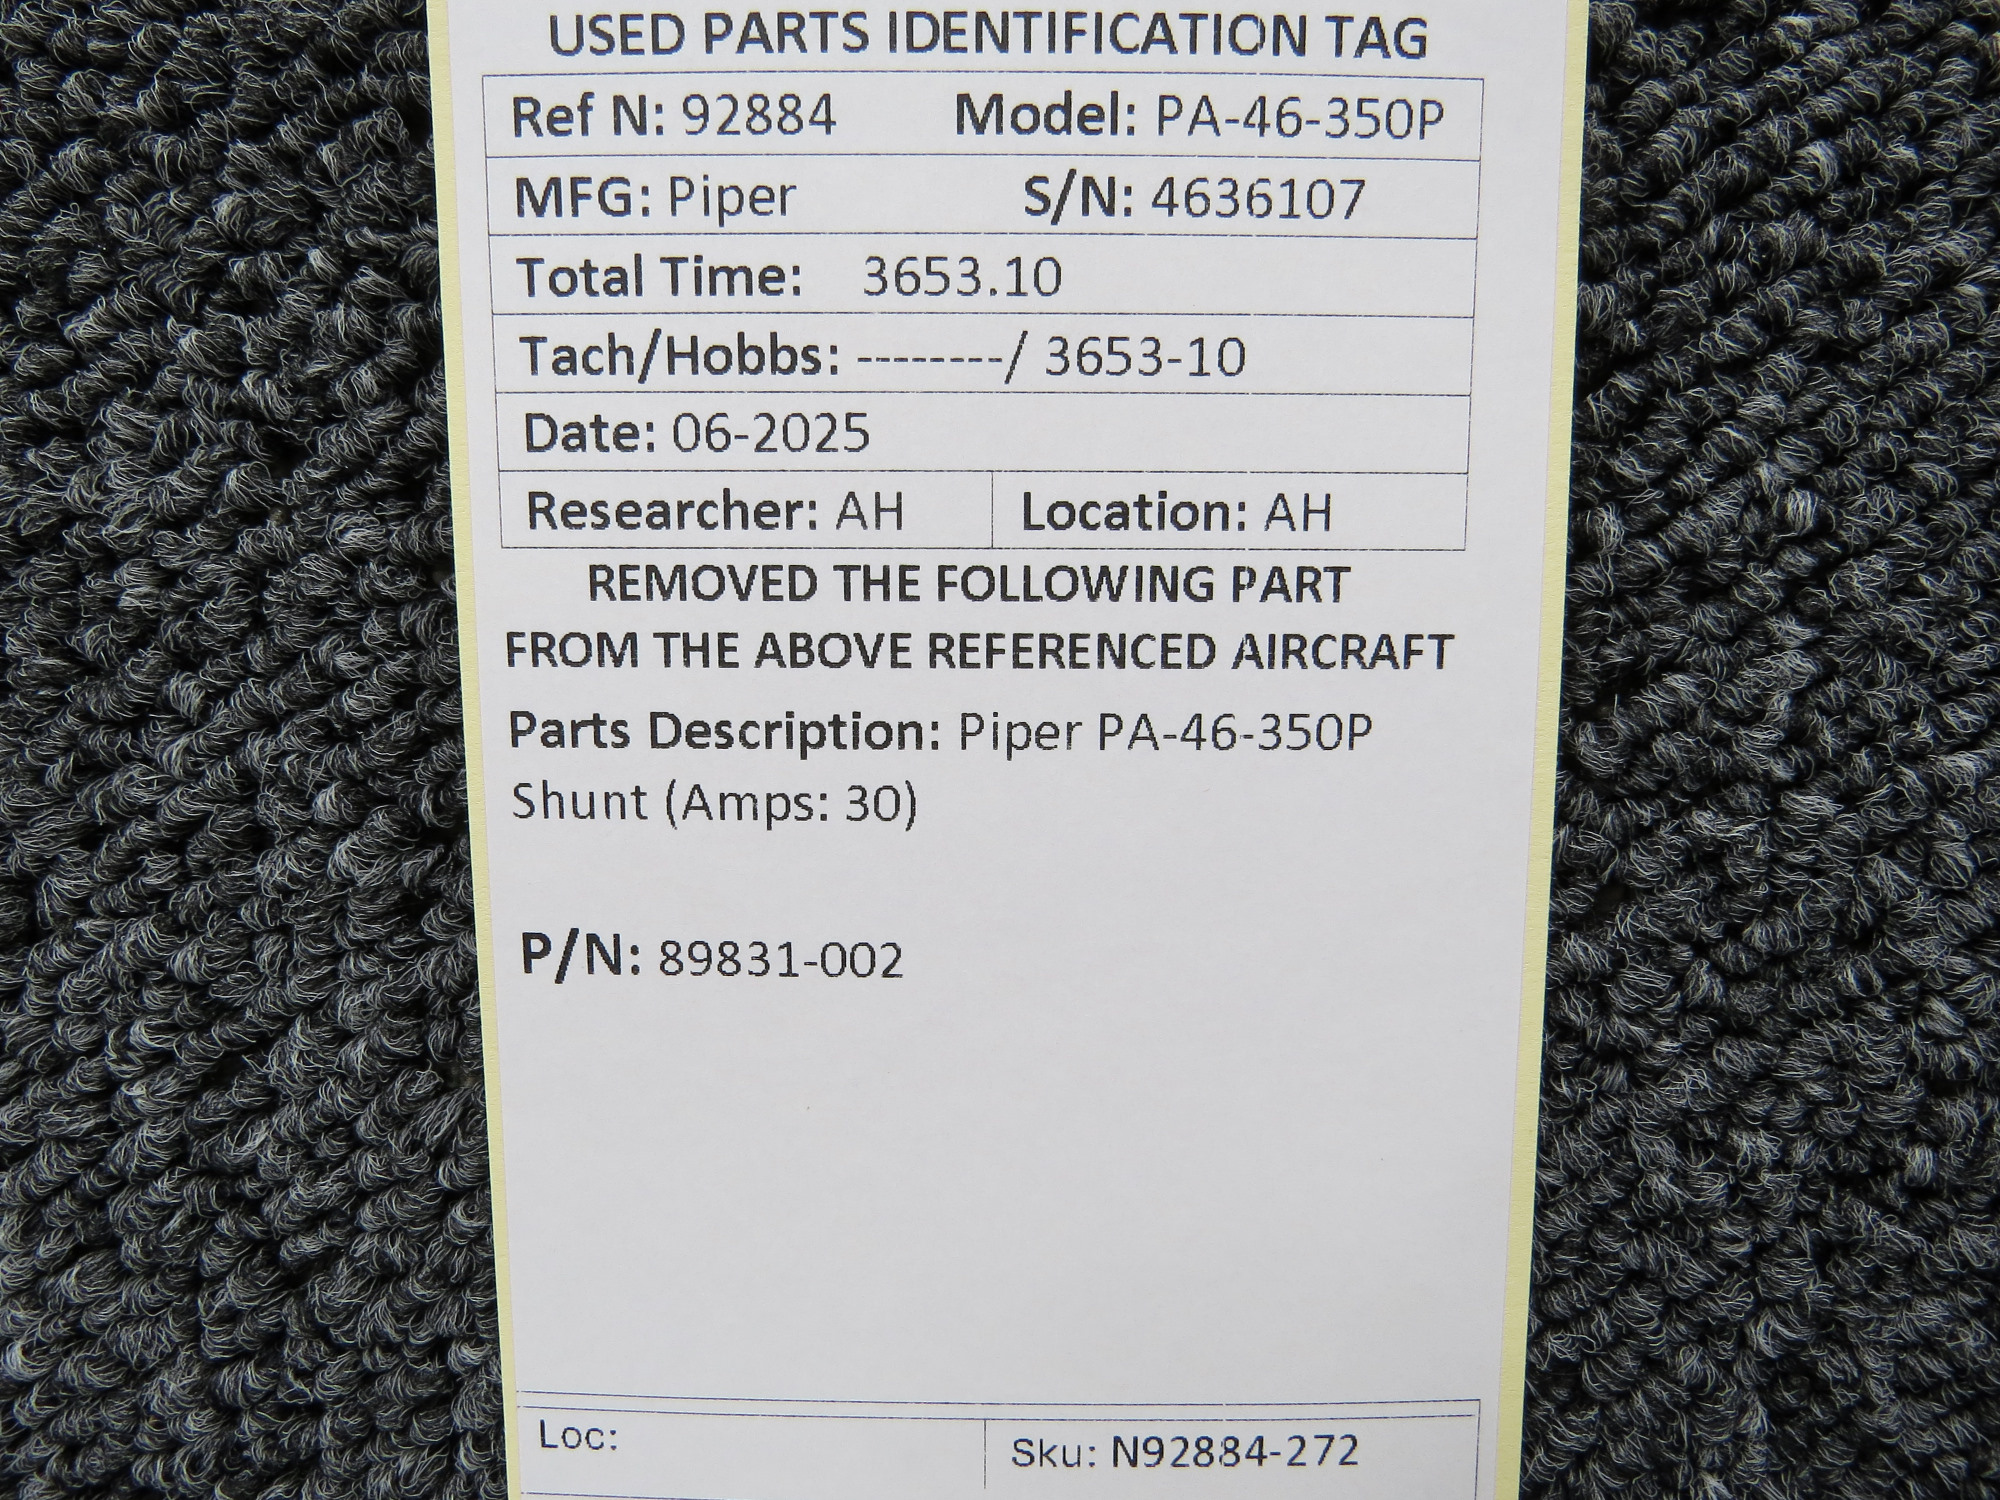 USED PARTS IDENTIFICATION TAG
Ref N: 92884 Model: PA-46-350P
MFG: Piper S/N: 4636107
Total Time: 3653.10
Tach/Hobbs: --------/ 3653-10
Date: 06-2025
Researcher: AH Location: AH
REMOVED THE FOLLOWING PART
FROM THE ABOVE REFERENCED AIRCRAFT
Parts Description: Piper PA-46-350P
Shunt (Amps: 30)
P/N: 89831-002
Loc: Sku: N92884-272